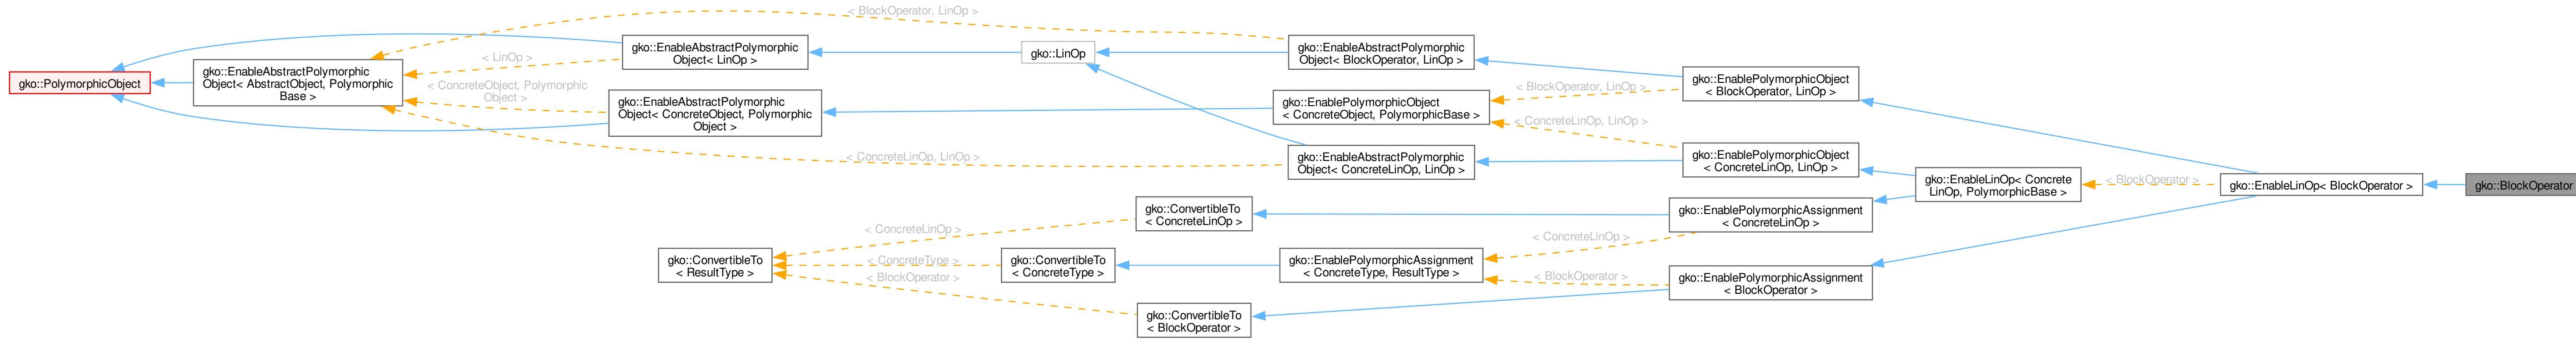 gko::PolymorphicObject
gko::EnableAbstractPolymorphic
Object< AbstractObject, Polymorphic
Base >
< BlockOperator, LinOp >
< LinOp >
< ConcreteObject, Polymorphic
Object >
< ConcreteLinOp, LinOp >
gko::EnableAbstractPolymorphic
Object< LinOp >
gko::EnableAbstractPolymorphic
Object< ConcreteObject, Polymorphic
Object >
gko::LinOp
gko::EnableAbstractPolymorphic
Object< BlockOperator, LinOp >
gko::EnablePolymorphicObject
< ConcreteObject, PolymorphicBase >
gko::EnableAbstractPolymorphic
Object< ConcreteLinOp, LinOp >
< BlockOperator, LinOp >
< ConcreteLinOp, LinOp >
gko::EnablePolymorphicObject
< BlockOperator, LinOp >
gko::EnablePolymorphicObject
< ConcreteLinOp, LinOp >
gko::ConvertibleTo
< ResultType >
< ConcreteLinOp >
< ConcreteType >
< BlockOperator >
gko::ConvertibleTo
< ConcreteLinOp >
gko::ConvertibleTo
< ConcreteType >
gko::ConvertibleTo
< BlockOperator >
gko::EnablePolymorphicAssignment
< ConcreteType, ResultType >
< ConcreteLinOp >
< BlockOperator >
gko::EnablePolymorphicAssignment
< ConcreteLinOp >
gko::EnablePolymorphicAssignment
< BlockOperator >
gko::EnableLinOp< Concrete
LinOp, PolymorphicBase >
< BlockOperator >
gko::EnableLinOp< BlockOperator >
gko::BlockOperator